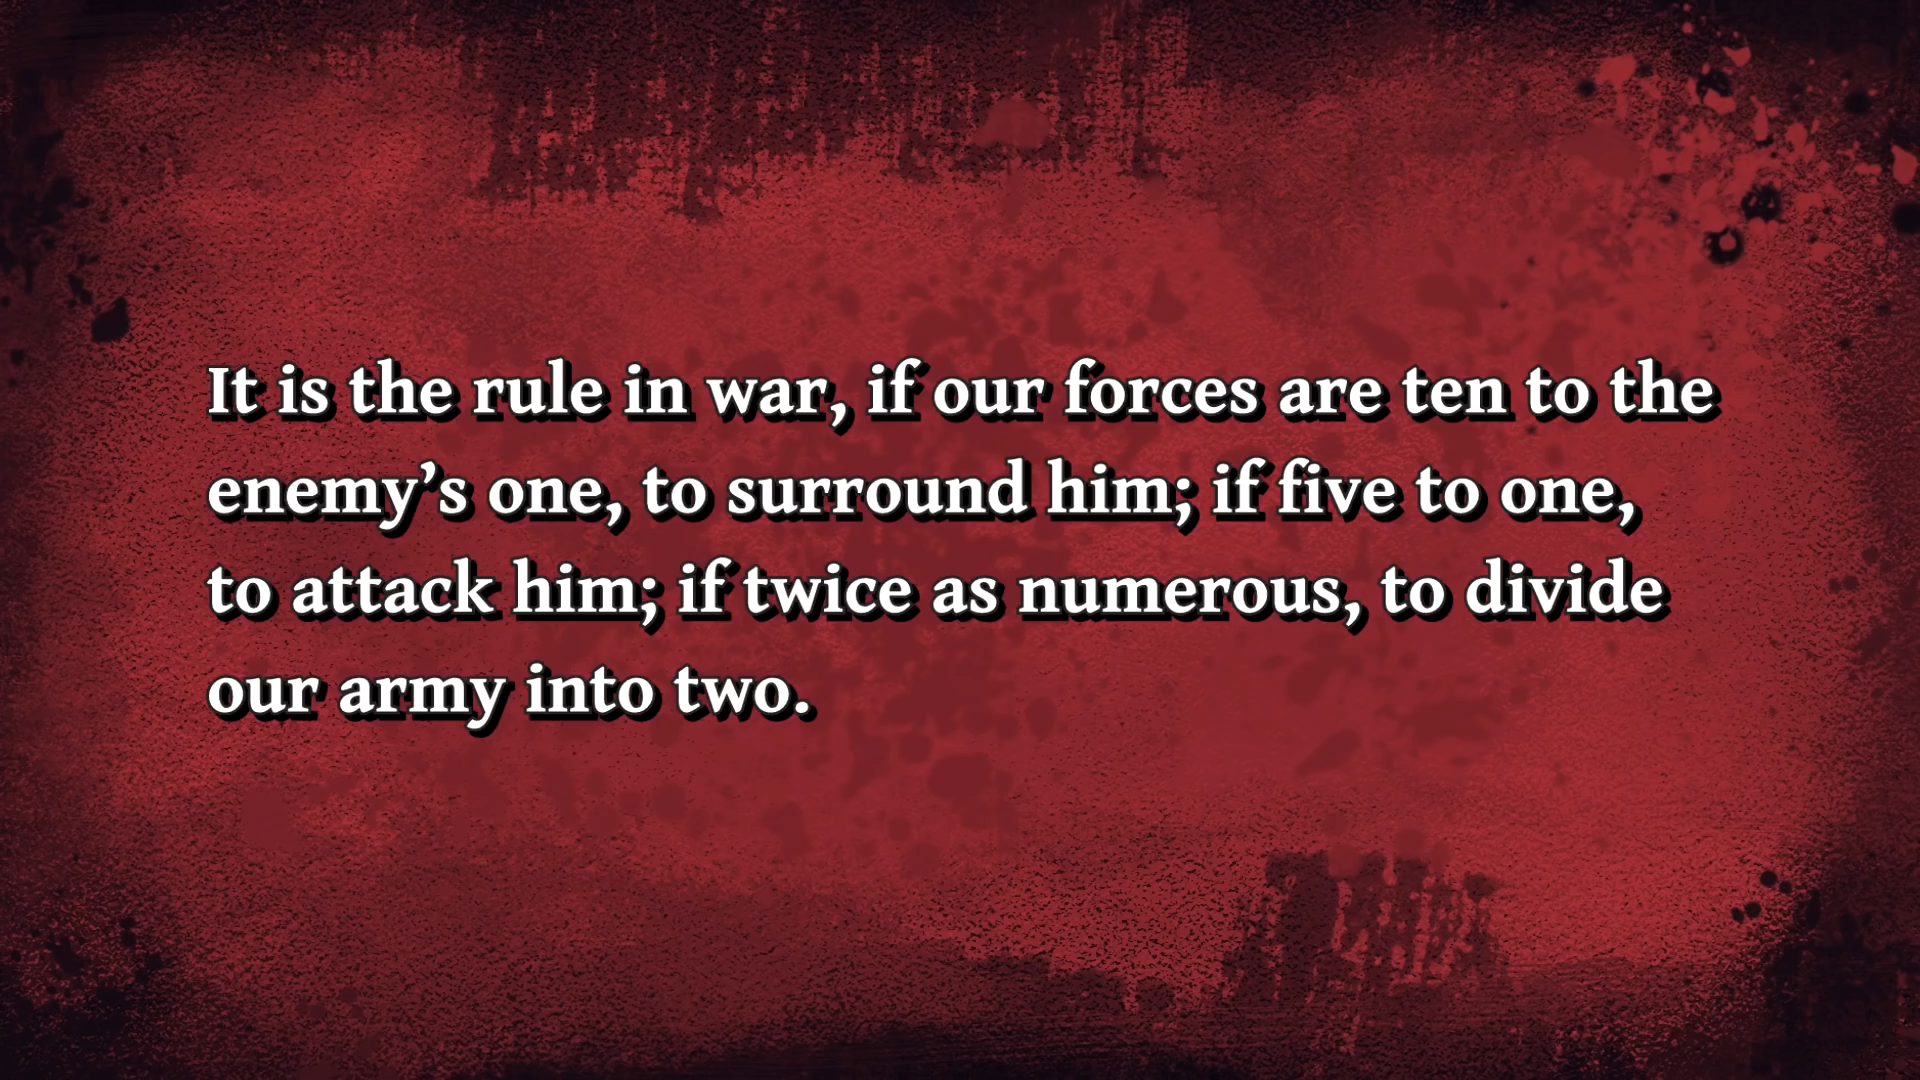 It is the rule in war, if our forces are ten to the
enemy’s one, to surround him; if five to one,
to attack him; if twice as numerous, to divide
our army into two.